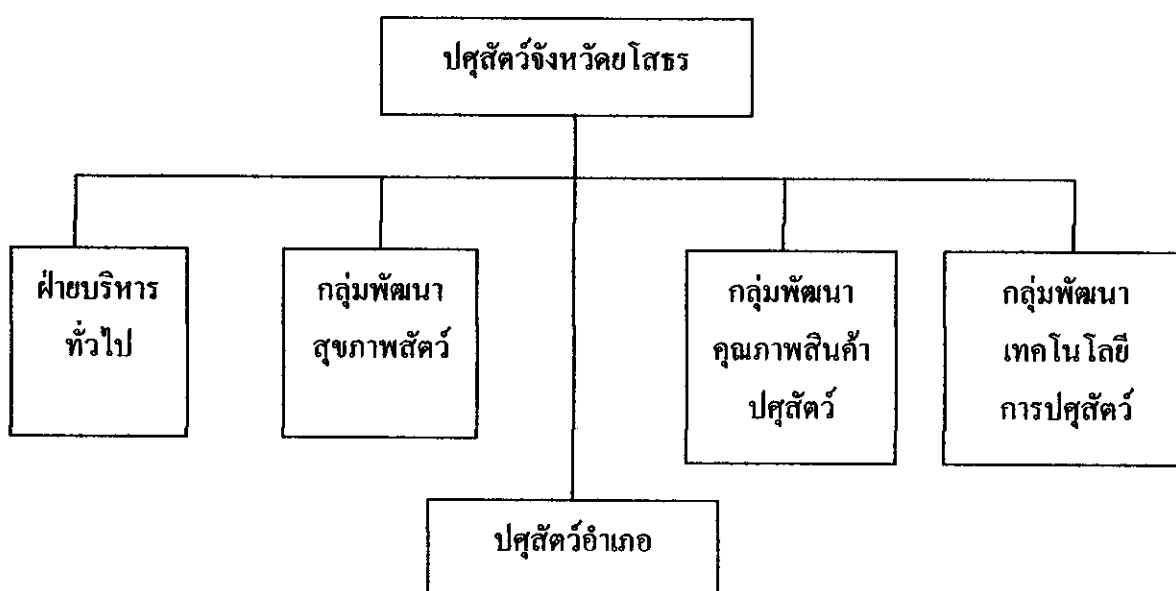 ปศุสัตว์จังหวัดยโสธร
ฝ่ายบริหาร
ทั่วไป
กลุ่มพัฒนา
สุขภาพสัตว์
กลุ่มพัฒนา
คุณภาพสินค้า
ปศุสัตว์
กลุ่มพัฒนา
เทคโนโลยี
การปศุสัตว์
ปศุสัตว์อำเภอ